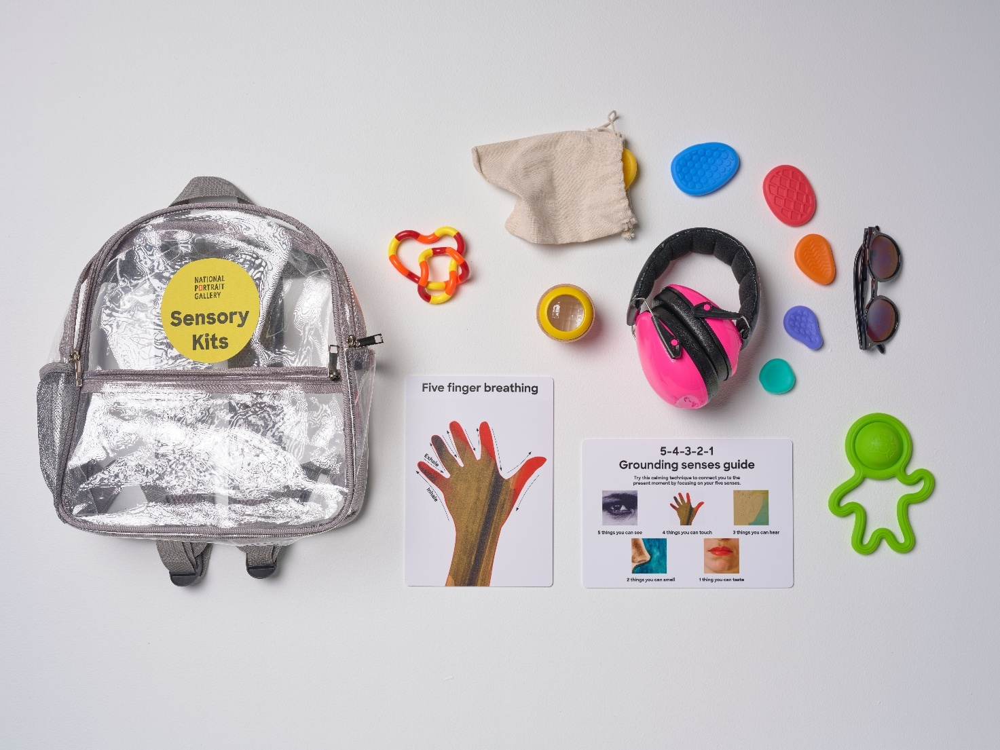 NATIONAL
PORTRAIT
GALLERY
Sensory
Kits
Five finger breathing
Exhale
Inhale
5-4-3-2-1
Grounding senses guide
Try this calming technique to connect you to the
present moment by focusing on your five senses.
5 things you can see
4 things you can touch
3 things you can hear
2 things you can smell
1 thing you can taste